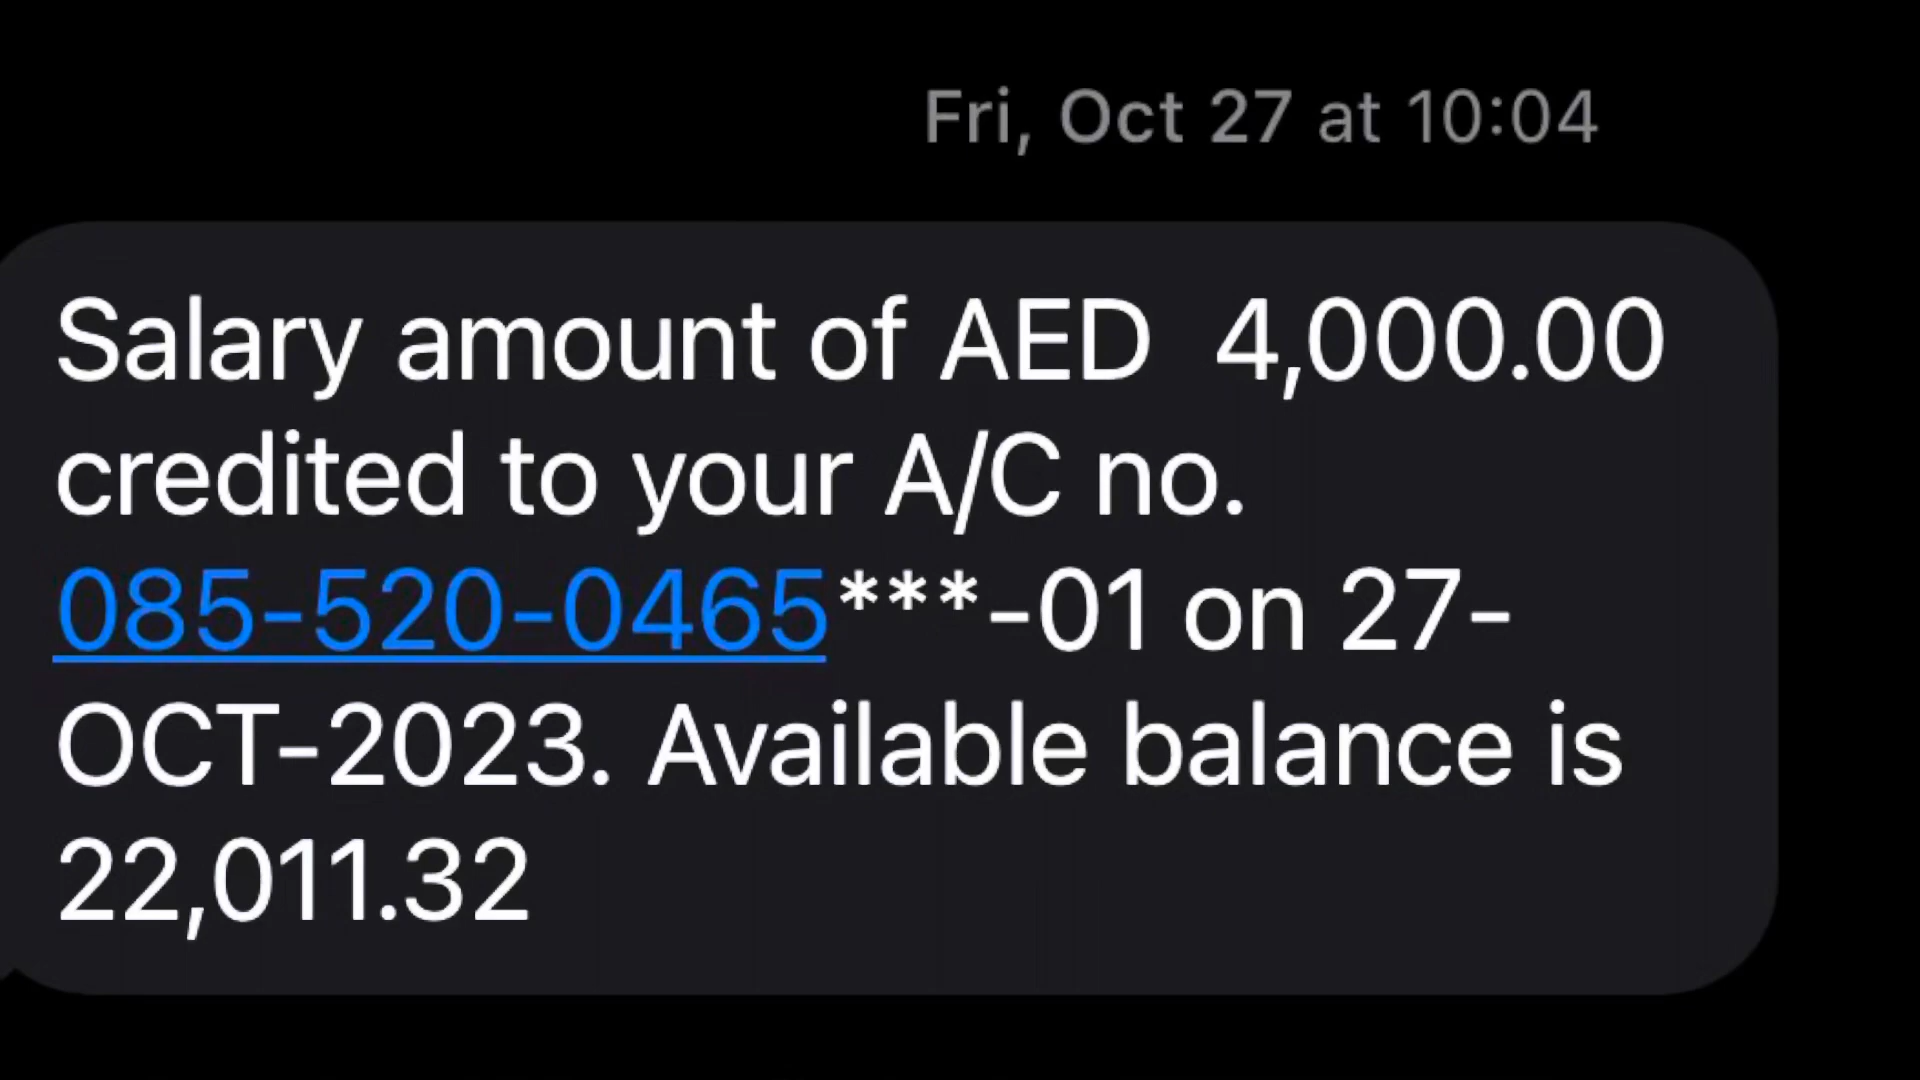 Fri, Oct 27 at 10:04
Salary amount of AED  4,000.00
credited to your A/C no.
085-520-0465***-01 on 27-
OCT-2023. Available balance is
22,011.32